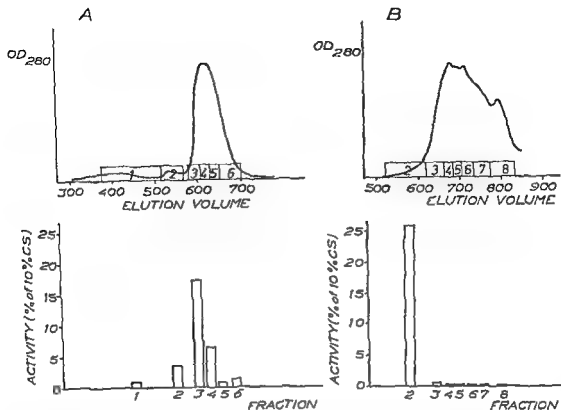 A
OD280
1 2 3 4 5 6
300 400 500 600 700
ELUTION VOLUME
B
OD280
2 3 4 5 6 7 8
500 600 700 800 900
ELUTION VOLUME
ACTIVITY (% of 10% CS)
25
20
15
10
5
0
1 2 3 4 5 6
FRACTION
ACTIVITY (% of 10% CS)
25
20
15
10
5
0
2 3 4 5 6 7 8
FRACTION